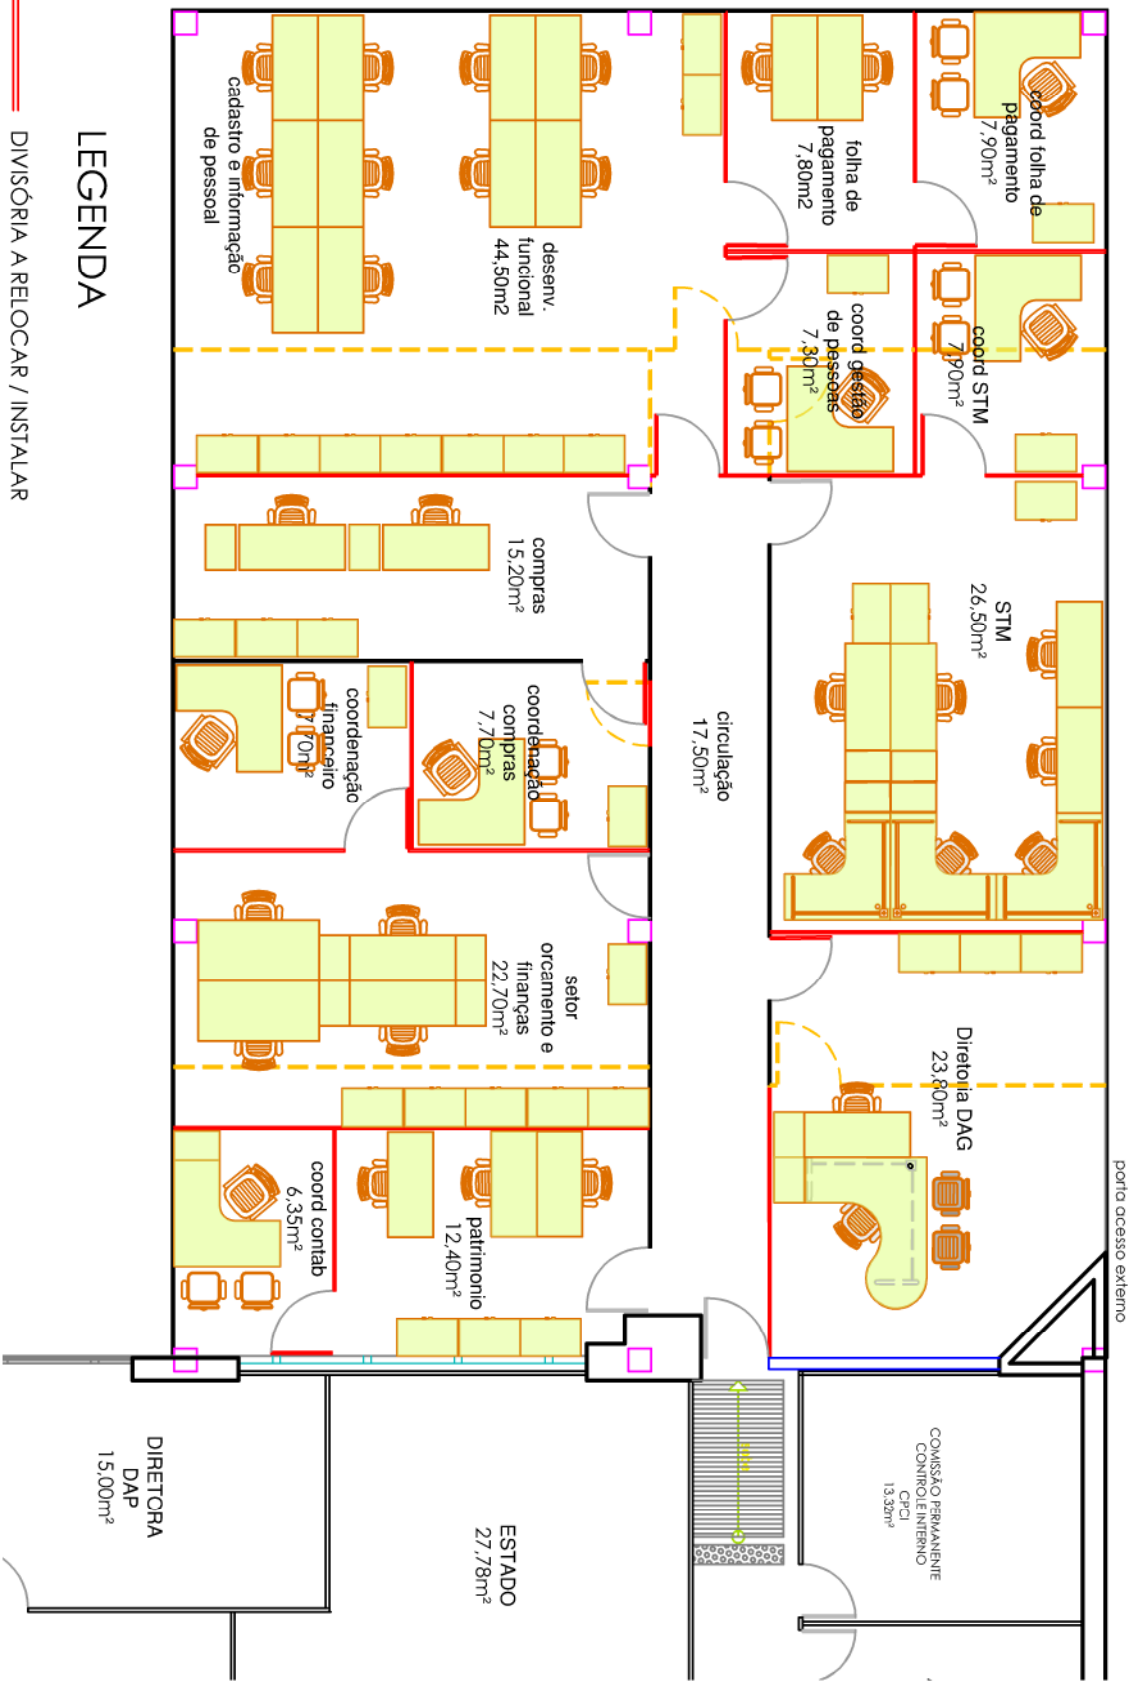 coord folha de
pagamento
7,90m²
folha de
pagamento
7,80m2
desenv.
funcional
44,50m2
cadastro e informação
de pessoal
coord STM
7,90m²
coord gestão
de pessoas
7,30m²
STM
26,50m²
compras
15,20m²
circulação
17,50m²
coordenação
compras
7,70m²
coordenação
financeiro
7,70m²
setor
orcamento e
finanças
22,70m²
Diretoria DAG
23,80m²
patrimonio
12,40m²
coord contab
6,35m²
porta acesso externo
COMISSÃO PERMANENTE
CONTROLE INTERNO
CPCI
13,32m²
ESTADO
27,78m²
DIRETORA
DAP
15,00m²
LEGENDA
DIVISÓRIA A RELOCAR / INSTALAR